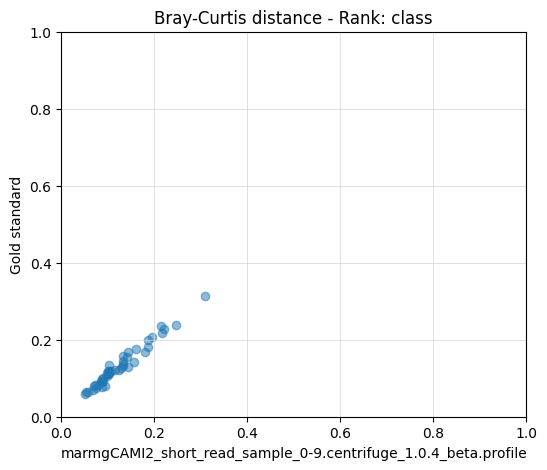 Bray-Curtis distance - Rank: class
1.0
0.8
0.6
0.4
0.2
0.0
Gold standard
0.0 0.2 0.4 0.6 0.8 1.0
marmgCAMI2_short_read_sample_0-9.centrifuge_1.0.4_beta.profile